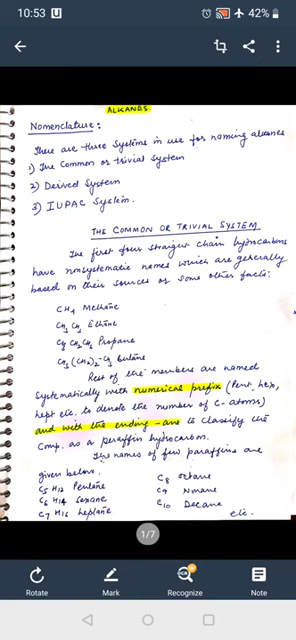 10:53 U 42%
ALKANES
Nomenclature:
There are three systems in use for naming alkanes
1) The Common or trivial system
2) Derived System
3) IUPAC System.
THE COMMON OR TRIVIAL SYSTEM
The first four straight chain hydrocarbons
have nonsystematic names which are generally
based on their sources or some other facts:
CH4 Methane
CH3 CH3 Ethane
CH3 CH2 CH3 Propane
CH3 (CH2)2-CH3 Butane
Rest of the members are named
systematically with numerical prefix (Pent, hex,
hept etc. to denote the number of C-atoms)
and with the ending -ane to classify the
Comp. as a paraffin hydrocarbon.
The names of few paraffins are
given below.
C5 H12 Pentane
C6 H14 Hexane
C7 H16 Heptane
C8 Octane
C9 Nonane
C10 Decane
etc.
1/7
Rotate Markup Recognize Note